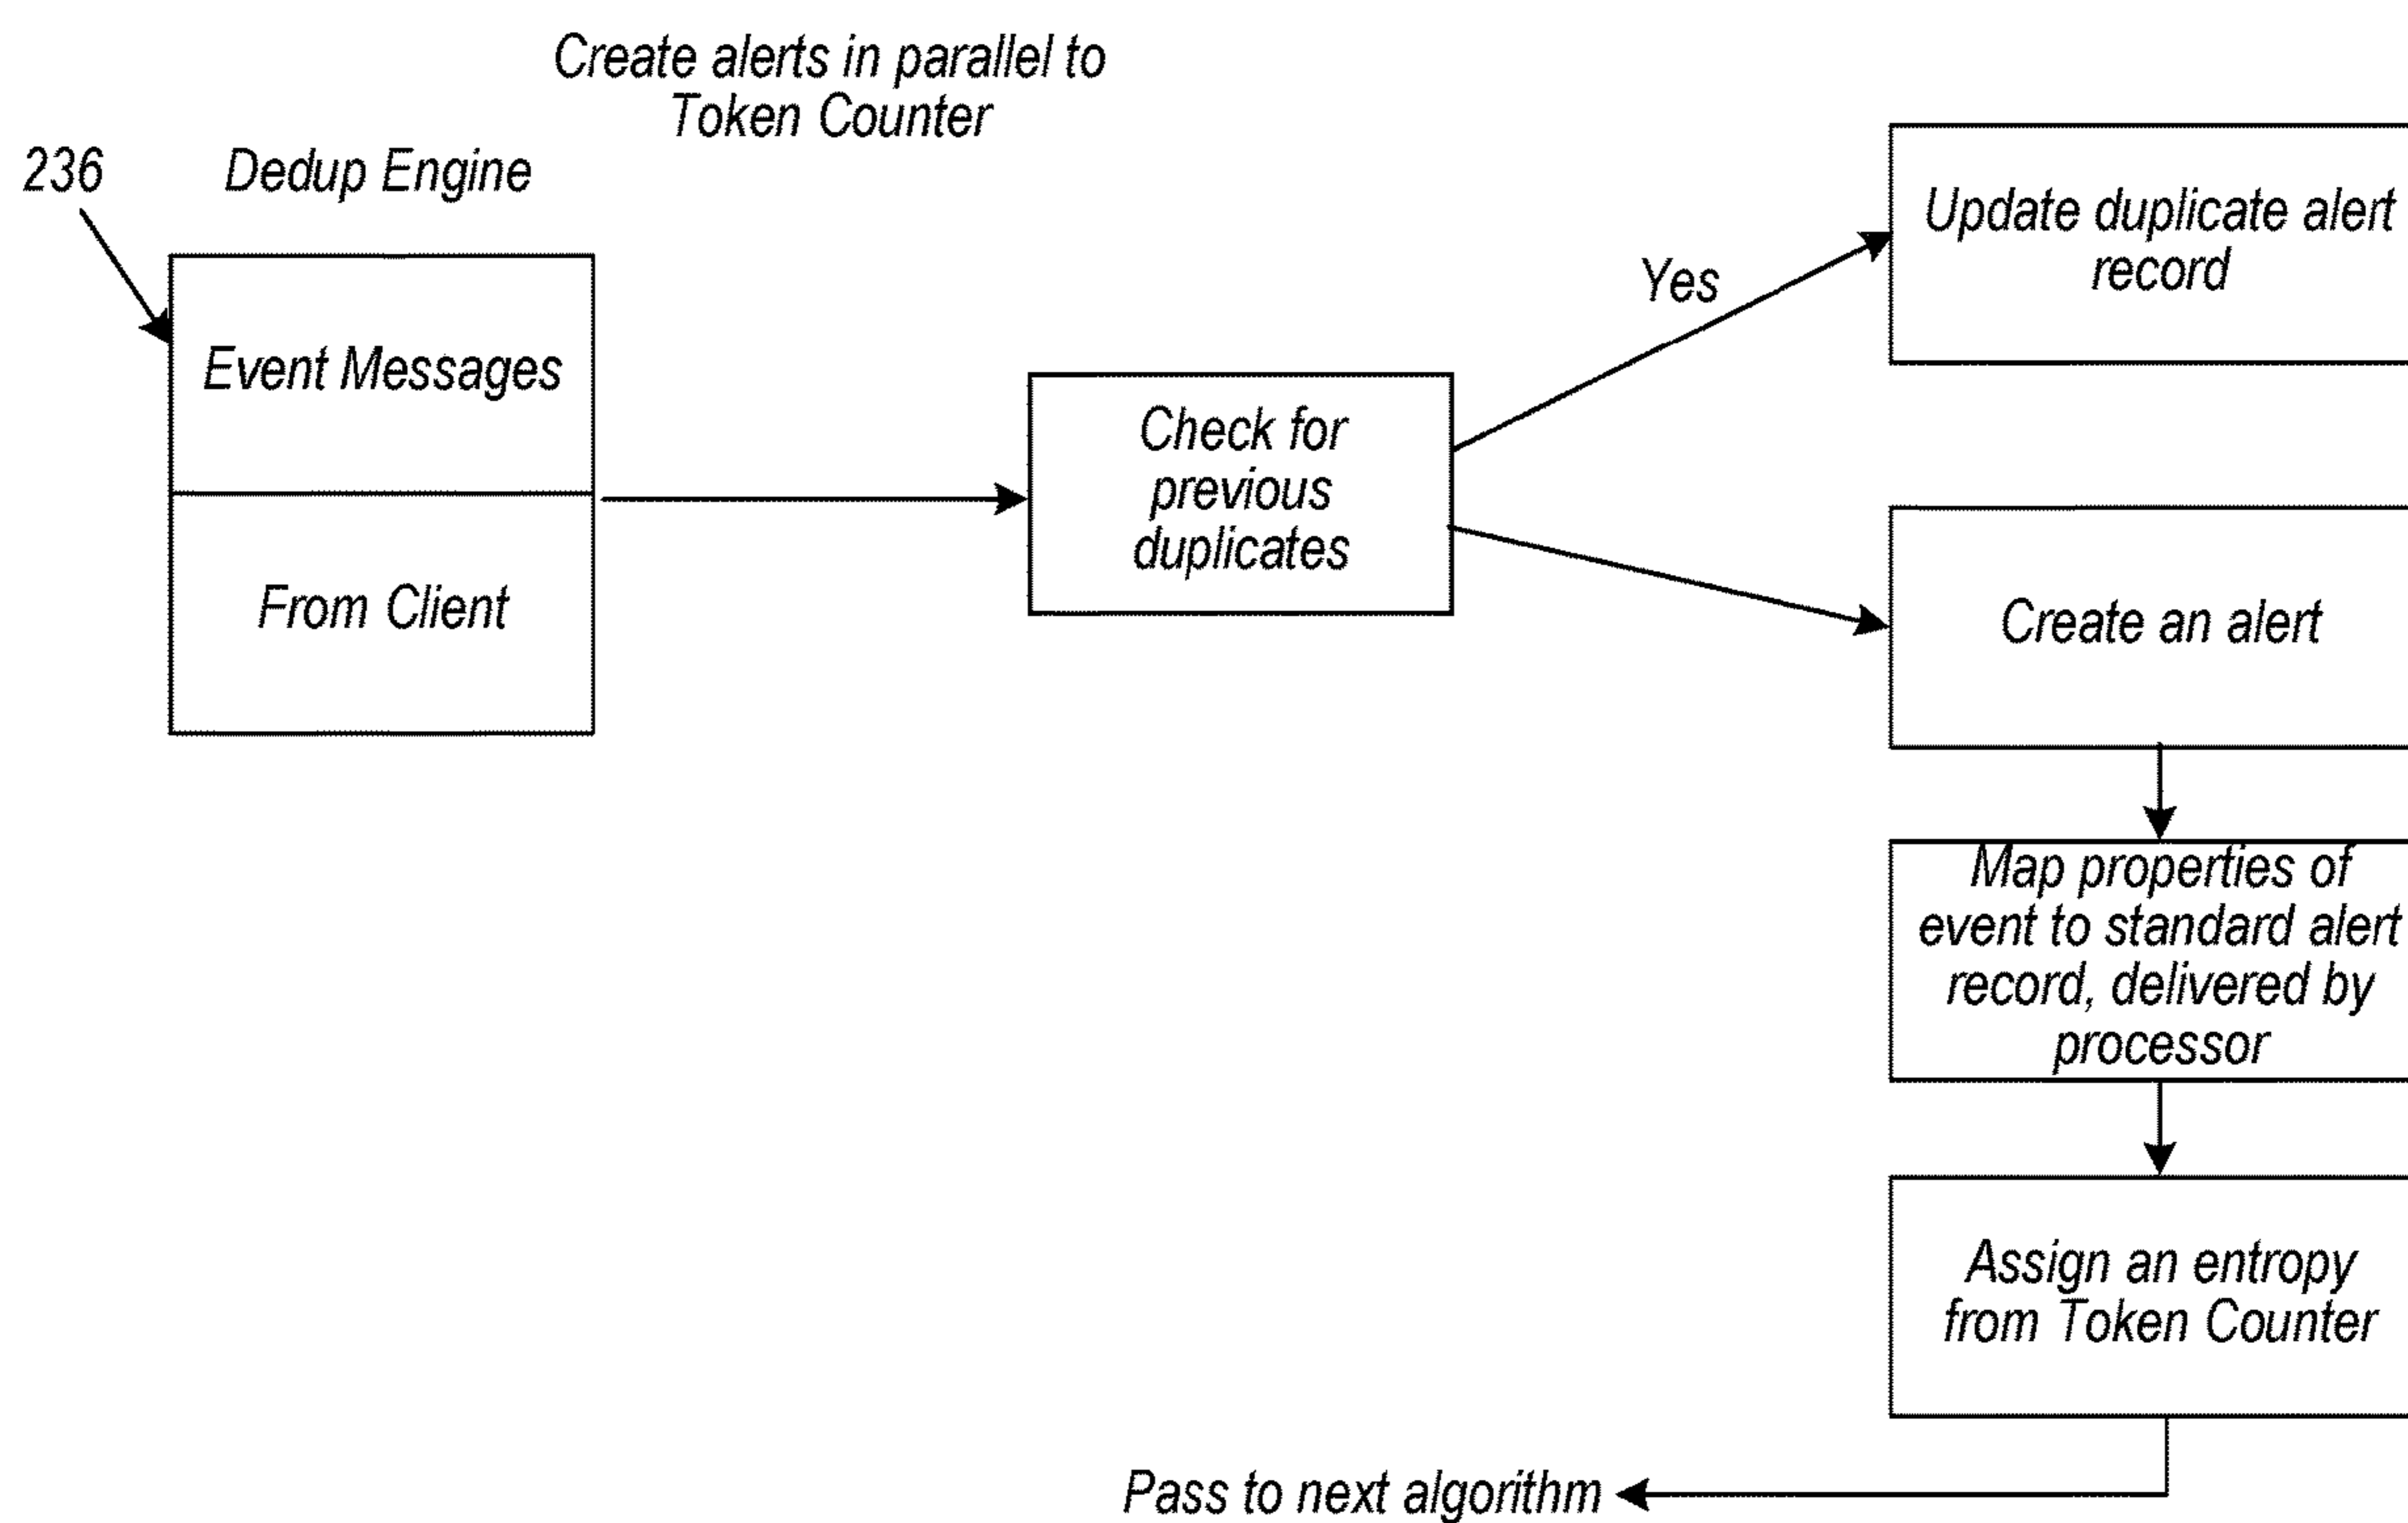 Create alerts in parallel to
Token Counter
236
Dedup Engine
Event Messages
From Client
Check for
previous
duplicates
Yes
Update duplicate alert
record
Create an alert
Map properties of
event to standard alert
record, delivered by
processor
Assign an entropy
from Token Counter
Pass to next algorithm